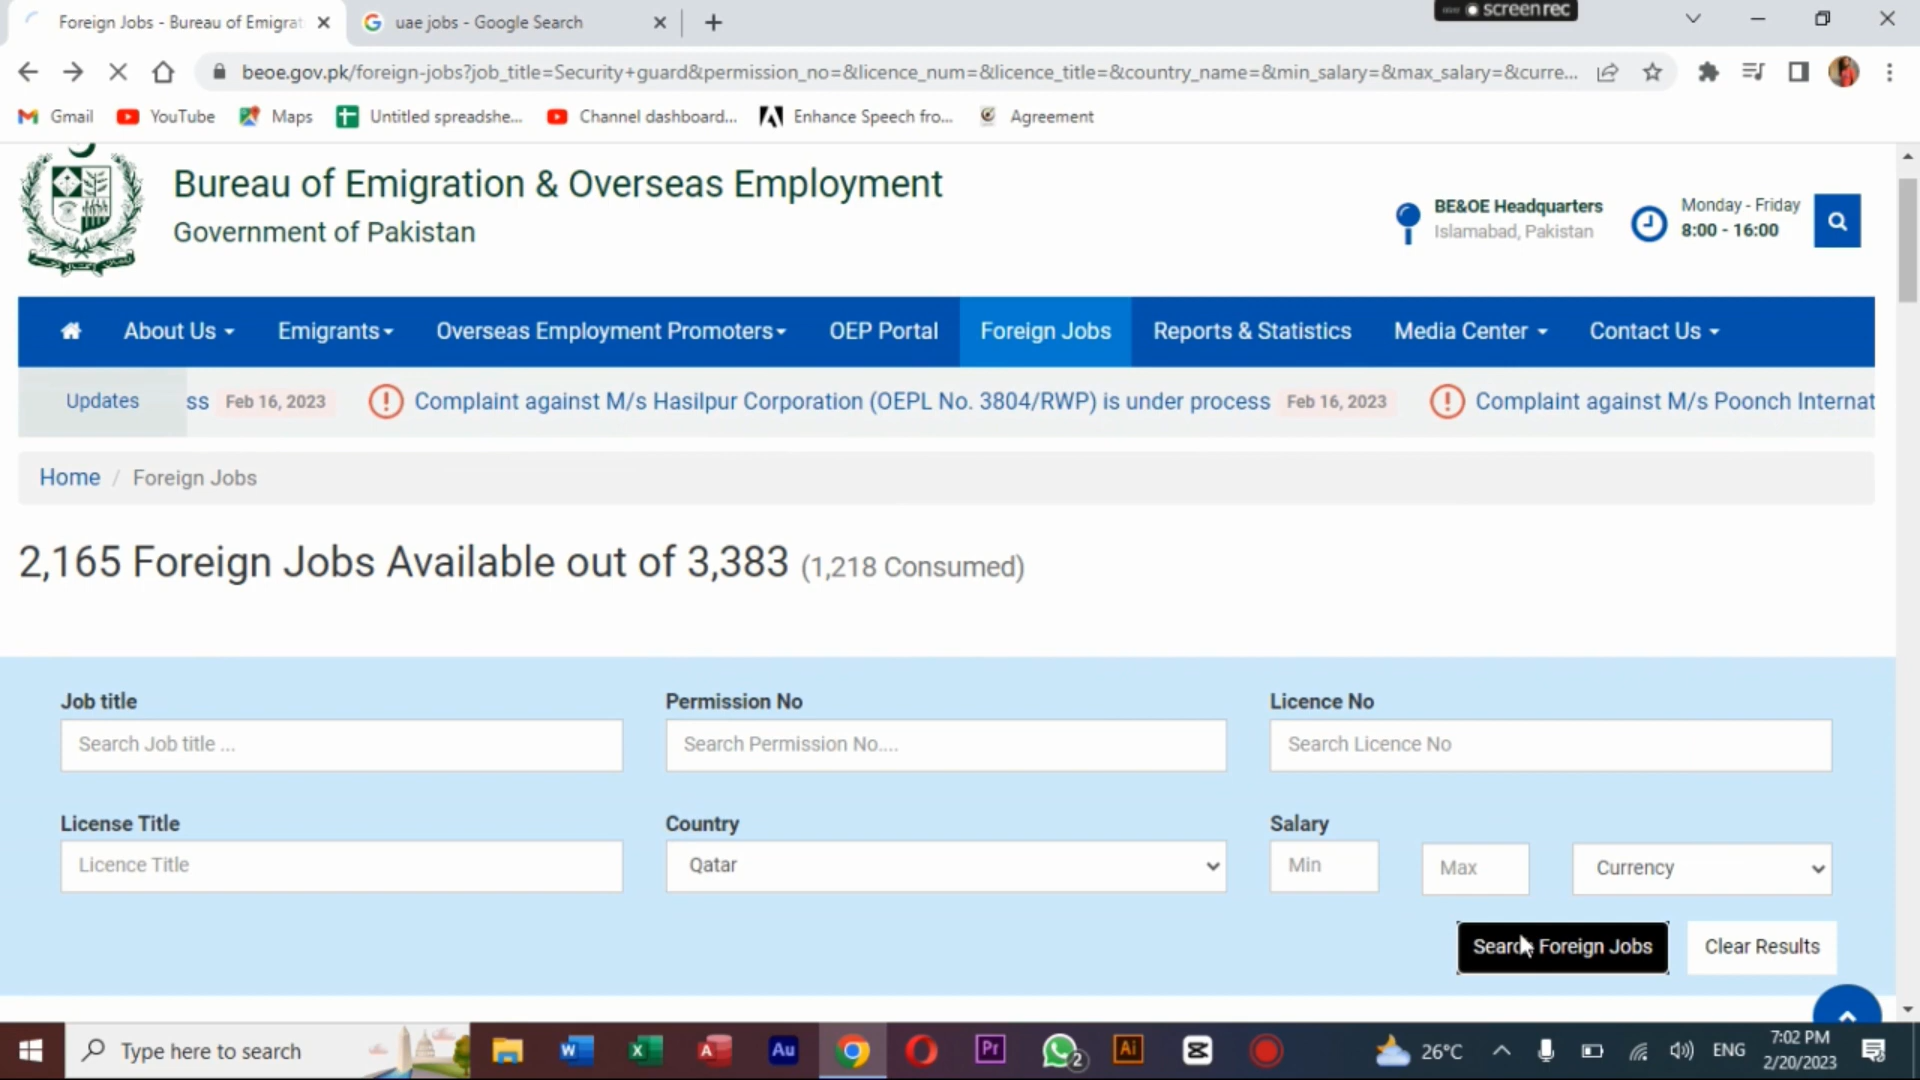 screenrec
Foreign Jobs - Bureau of Emigrat
uae jobs - Google Search
beoe.gov.pk/foreign-jobs?job_title=Security+guard&permission_no=&licence_num=&licence_title=&country_name=&min_salary=&max_salary=&curre...
Gmail
YouTube
Maps
Untitled spreadshe...
Channel dashboard...
Enhance Speech fro...
Agreement
Bureau of Emigration & Overseas Employment
Government of Pakistan
BE&OE Headquarters
Islamabad, Pakistan
Monday - Friday
8:00 - 16:00
About Us
Emigrants
Overseas Employment Promoters
OEP Portal
Foreign Jobs
Reports & Statistics
Media Center
Contact Us
Updates
ss Feb 16, 2023
Complaint against M/s Hasilpur Corporation (OEPL No. 3804/RWP) is under process Feb 16, 2023
Complaint against M/s Poonch Internat
Home / Foreign Jobs
2,165 Foreign Jobs Available out of 3,383 (1,218 Consumed)
Job title
Permission No
Licence No
Search Job title ...
Search Permission No....
Search Licence No
License Title
Country
Salary
Licence Title
Qatar
Min
Max
Currency
Search Foreign Jobs
Clear Results
Type here to search
W
X
A
Au
Pr
2
Ai
26°C
ENG
7:02 PM
2/20/2023